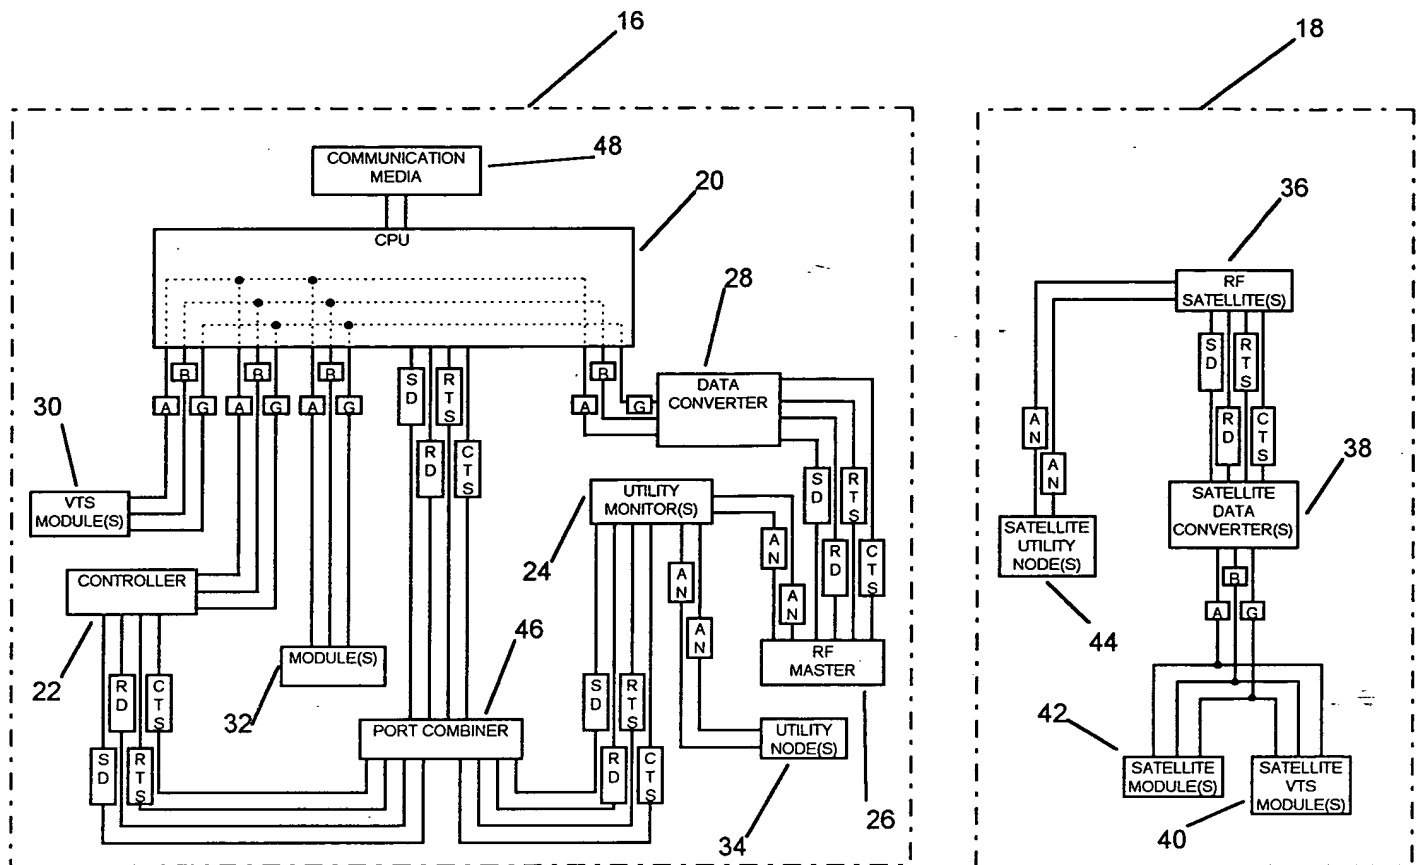 16
18
COMMUNICATION
MEDIA
48
20
CPU
36
RF
SATELLITE(S)
28
DATA
CONVERTER
B
B
B
B
A
G
A
G
A
G
A
G
SD
RTS
RD
CTS
30
VTS
MODULE(S)
24
UTILITY
MONITOR(S)
SD
RTS
RD
CTS
AN
AN
AN
AN
SD
RTS
RD
CTS
AN
AN
38
SATELLITE
DATA
CONVERTER(S)
SATELLITE
UTILITY
NODE(S)
44
B
A
G
CONTROLLER
22
MODULE(S)
32
46
PORT COMBINER
RF
MASTER
26
UTILITY
NODE(S)
34
RD
CTS
SD
RTS
SD
RTS
RD
CTS
42
SATELLITE
MODULE(S)
SATELLITE
VTS
MODULE(S)
40